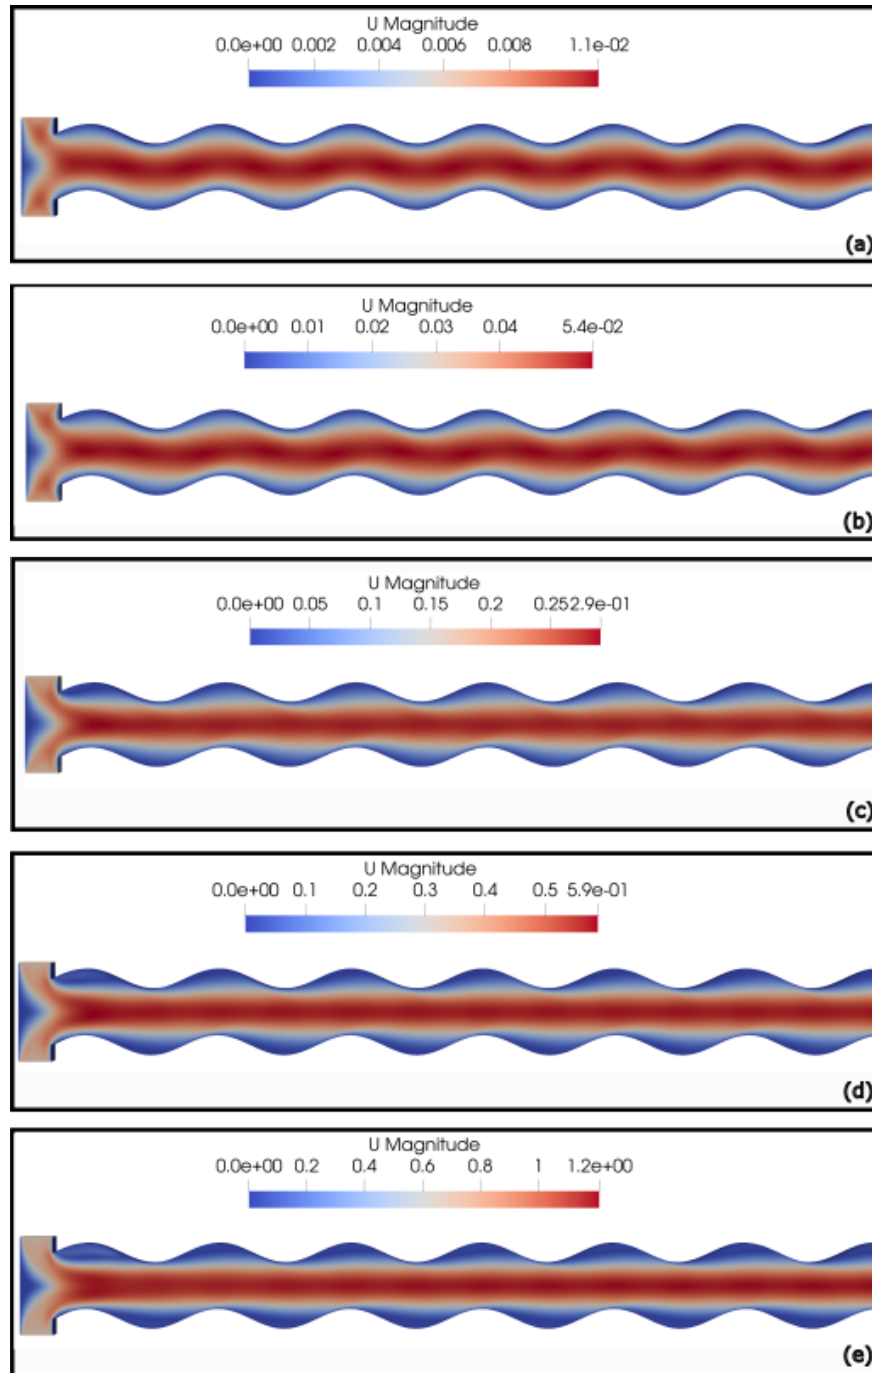 U Magnitude
0.0e+00 0.002 0.004 0.006 0.008 1.1e-02
(a)
U Magnitude
0.0e+00 0.01 0.02 0.03 0.04 5.4e-02
(b)
U Magnitude
0.0e+00 0.05 0.1 0.15 0.2 0.252.9e-01
(c)
U Magnitude
0.0e+00 0.1 0.2 0.3 0.4 0.5 5.9e-01
(d)
U Magnitude
0.0e+00 0.2 0.4 0.6 0.8 1 1.2e+00
(e)